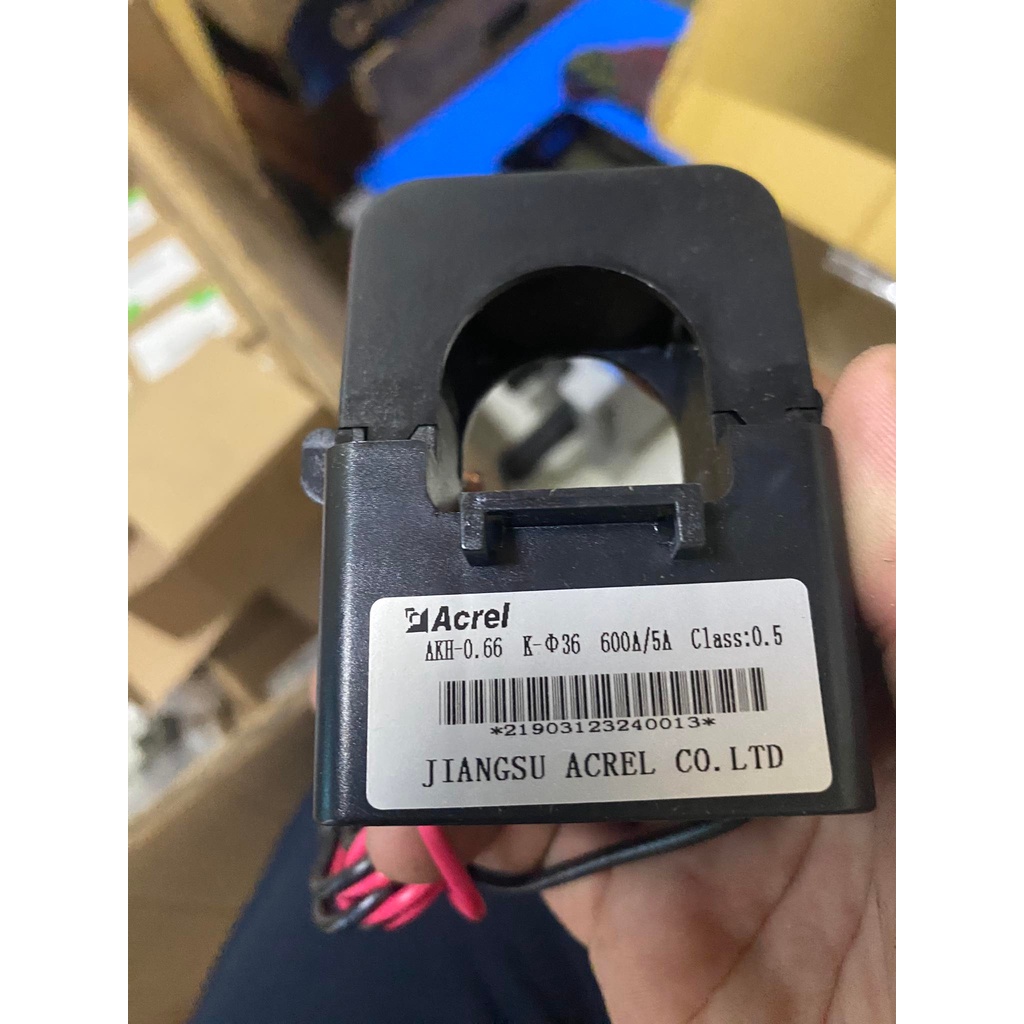 Acrel
AKH-0.66 K-Φ36 600A/5A Class:0.5
*21903123240013*
JIANGSU ACREL CO.LTD